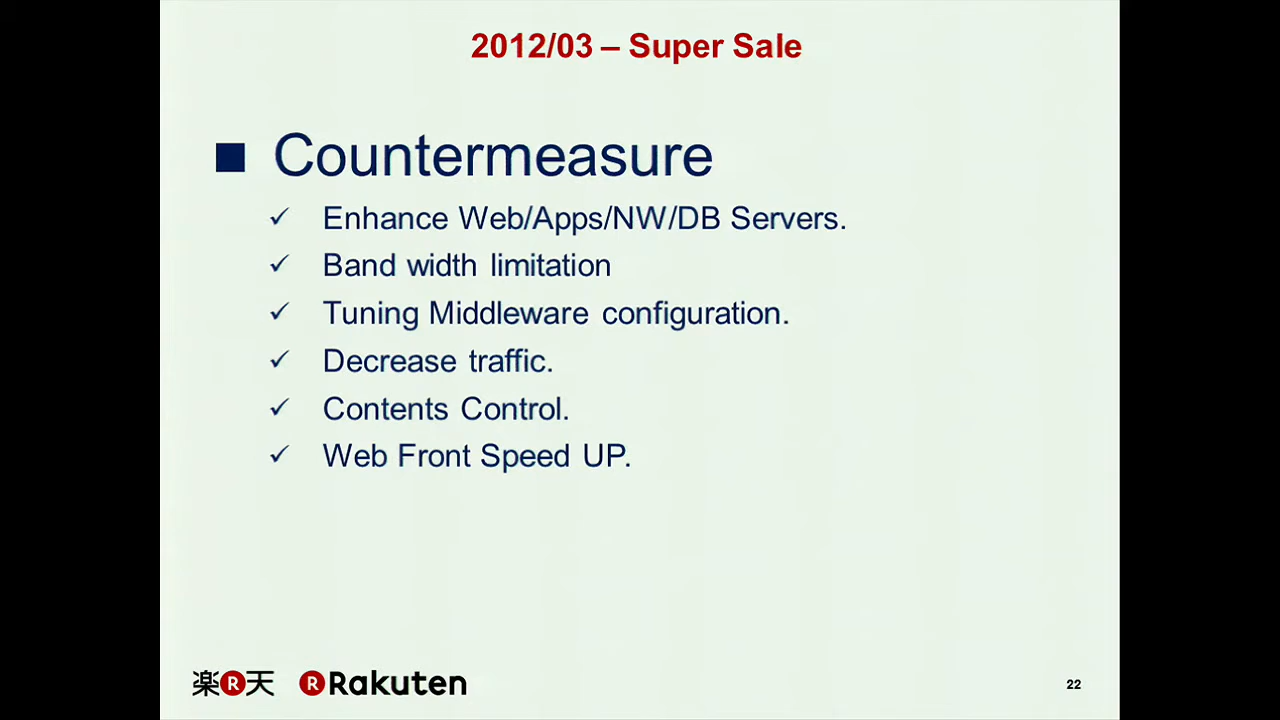 2012/03 – Super Sale
■ Countermeasure
✓ Enhance Web/Apps/NW/DB Servers.
✓ Band width limitation
✓ Tuning Middleware configuration.
✓ Decrease traffic.
✓ Contents Control.
✓ Web Front Speed UP.
楽R天 R Rakuten
22